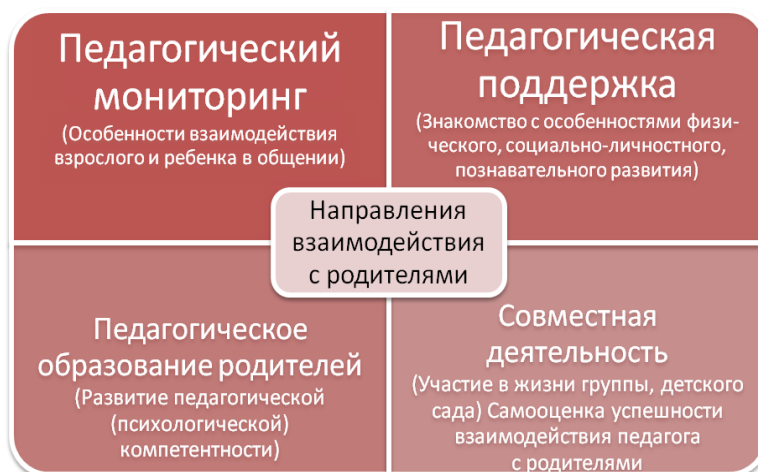 Педагогический
мониторинг
(Особенности взаимодействия
взрослого и ребенка в общении)
Педагогическая
поддержка
(Знакомство с особенностями физи-
ческого, социально-личностного,
познавательного развития)
Направления
взаимодействия
с родителями
Педагогическое
образование родителей
(Развитие педагогической
(психологической)
компетентности)
Совместная
деятельность
(Участие в жизни группы, детского
сада) Самооценка успешности
взаимодействия педагога
с родителями